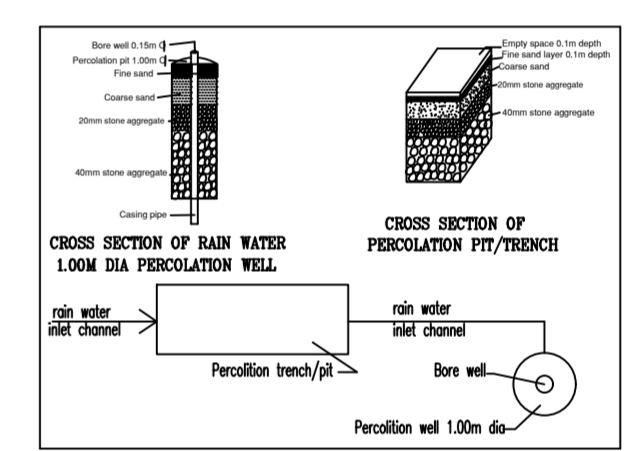 Bore well 0.15m
Percolation pit 1.00m
Fine sand
Coarse sand
20mm stone aggregate
40mm stone aggregate
Casing pipe
CROSS SECTION OF RAIN WATER
1.00M DIA PERCOLATION WELL
Empty space 0.1m depth
Fine sand layer 0.1m depth
Coarse sand
20mm stone aggregate
40mm stone aggregate
CROSS SECTION OF
PERCOLATION PIT/TRENCH
rain water
inlet channel
Percolition trench/pit
rain water
inlet channel
Bore well
Percolition well 1.00m dia